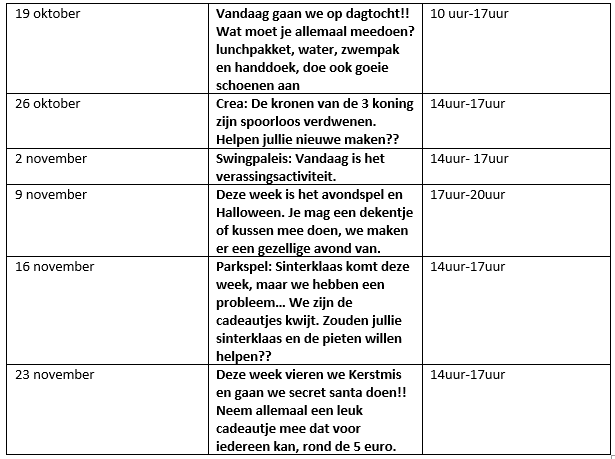 19 oktober
Vandaag gaan we op dagtocht!!
10 uur-17uur
Wat moet je allemaal meedoen?
lunchpakket, water, zwempak
en handdoek, doe ook goeie
schoenen aan
26 oktober
Crea: De kronen van de 3 koning
14uur-17uur
zijn spoorloos verdwenen.
Helpen jullie nieuwe maken??
2 november
Swingpaleis: Vandaag is het
14uur- 17uur
verassingsactiviteit.
9 november
Deze week is het avondspel en
17uur-20uur
Halloween. Je mag een dekentje
of kussen mee doen, we maken
er een gezellige avond van.
16 november
Parkspel: Sinterklaas komt deze
14uur-17uur
week, maar we hebben een
probleem... We zijn de
cadeautjes kwijt. Zouden jullie
sinterklaas en de pieten willen
helpen??
23 november
Deze week vieren we Kerstmis
14uur-17uur
en gaan we secret santa doen!!
Neem allemaal een leuk
cadeautje mee dat voor
iedereen kan, rond de 5 euro.